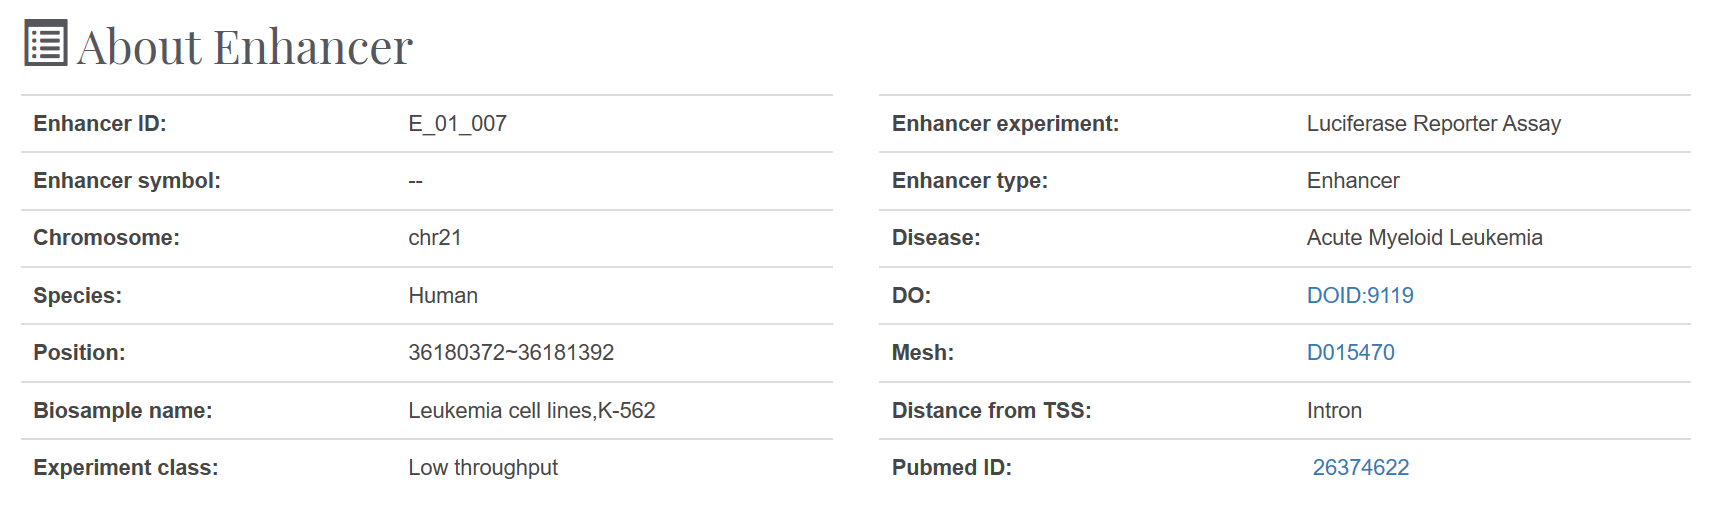 About Enhancer
Enhancer ID: E_01_007
Enhancer symbol: --
Chromosome: chr21
Species: Human
Position: 36180372~36181392
Biosample name: Leukemia cell lines,K-562
Experiment class: Low throughput
Enhancer experiment: Luciferase Reporter Assay
Enhancer type: Enhancer
Disease: Acute Myeloid Leukemia
DO: DOID:9119
Mesh: D015470
Distance from TSS: Intron
Pubmed ID: 26374622